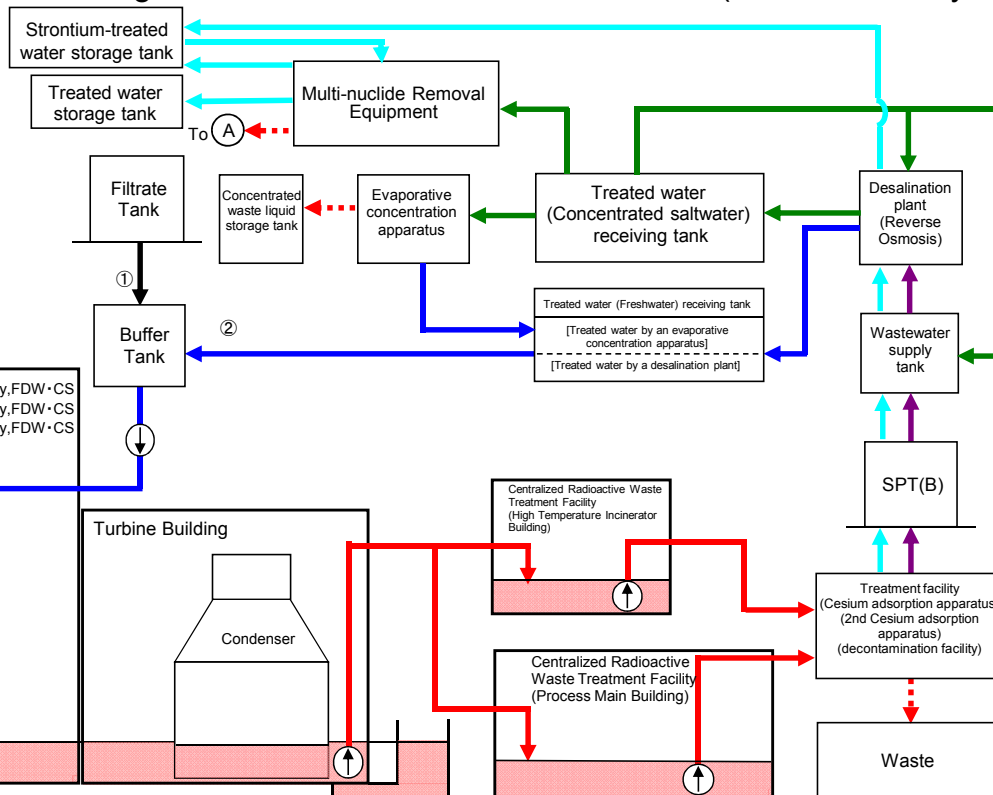 Strontium-treated
water storage tank
Treated water
storage tank
To A
Multi-nuclide Removal
Equipment
Filtrate
Tank
Concentrated
waste liquid
storage tank
Evaporative
concentration
apparatus
Treated water
(Concentrated saltwater)
receiving tank
Desalination
plant
(Reverse
Osmosis)
①
②
Buffer
Tank
Treated water (Freshwater) receiving tank
[Treated water by an evaporative
concentration apparatus]
[Treated water by a desalination plant]
Wastewater
supply
tank
y,FDW・CS
y,FDW・CS
y,FDW・CS
SPT(B)
Turbine Building
Condenser
Centralized Radioactive Waste
Treatment Facility
(High Temperature Incinerator
Building)
Centralized Radioactive
Waste Treatment Facility
(Process Main Building)
Treatment facility
(Cesium adsorption apparatus
(2nd Cesium adsorption
apparatus)
(decontamination facility)
Waste